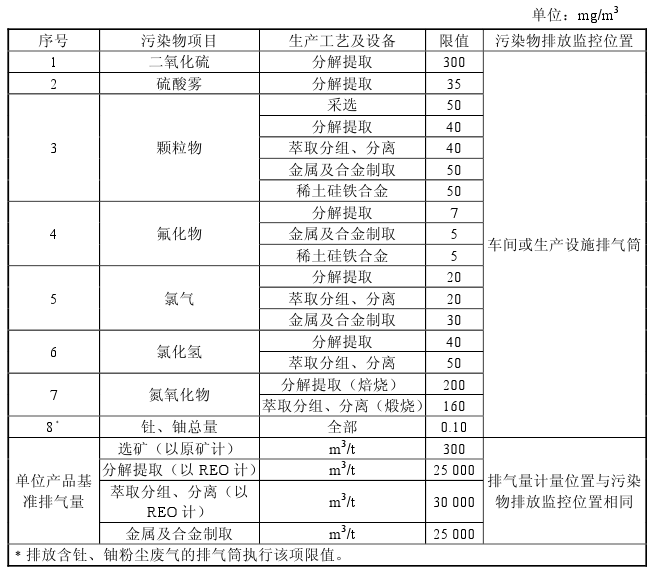 单位：mg/m³
序号 污染物项目 生产工艺及设备 限值 污染物排放监控位置
1 二氧化硫 分解提取 300
2 硫酸雾 分解提取 35
3 颗粒物 采选 50
分解提取 40
萃取分组、分离 40
金属及合金制取 50
稀土硅铁合金 50
4 氟化物 分解提取 7
金属及合金制取 5
稀土硅铁合金 5
车间或生产设施排气筒
5 氯气 分解提取 20
萃取分组、分离 20
金属及合金制取 30
6 氯化氢 分解提取 40
萃取分组、分离 50
7 氮氧化物 分解提取（焙烧） 200
萃取分组、分离（煅烧） 160
8* 钍、铀总量 全部 0.10
单位产品基
准排气量
选矿（以原矿计） m³/t 300
分解提取（以 REO 计） m³/t 25 000
萃取分组、分离（以
REO 计） m³/t 30 000
金属及合金制取 m³/t 25 000
排气量计量位置与污染
物排放监控位置相同
* 排放含钍、铀粉尘废气的排气筒执行该项限值。